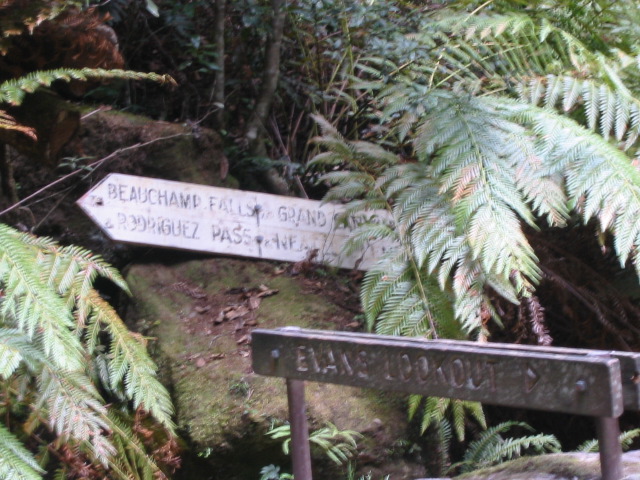 BEAUCHAMP FALLS GRAND
& RODRIGUEZ PASS
EVANS LOOKOUT